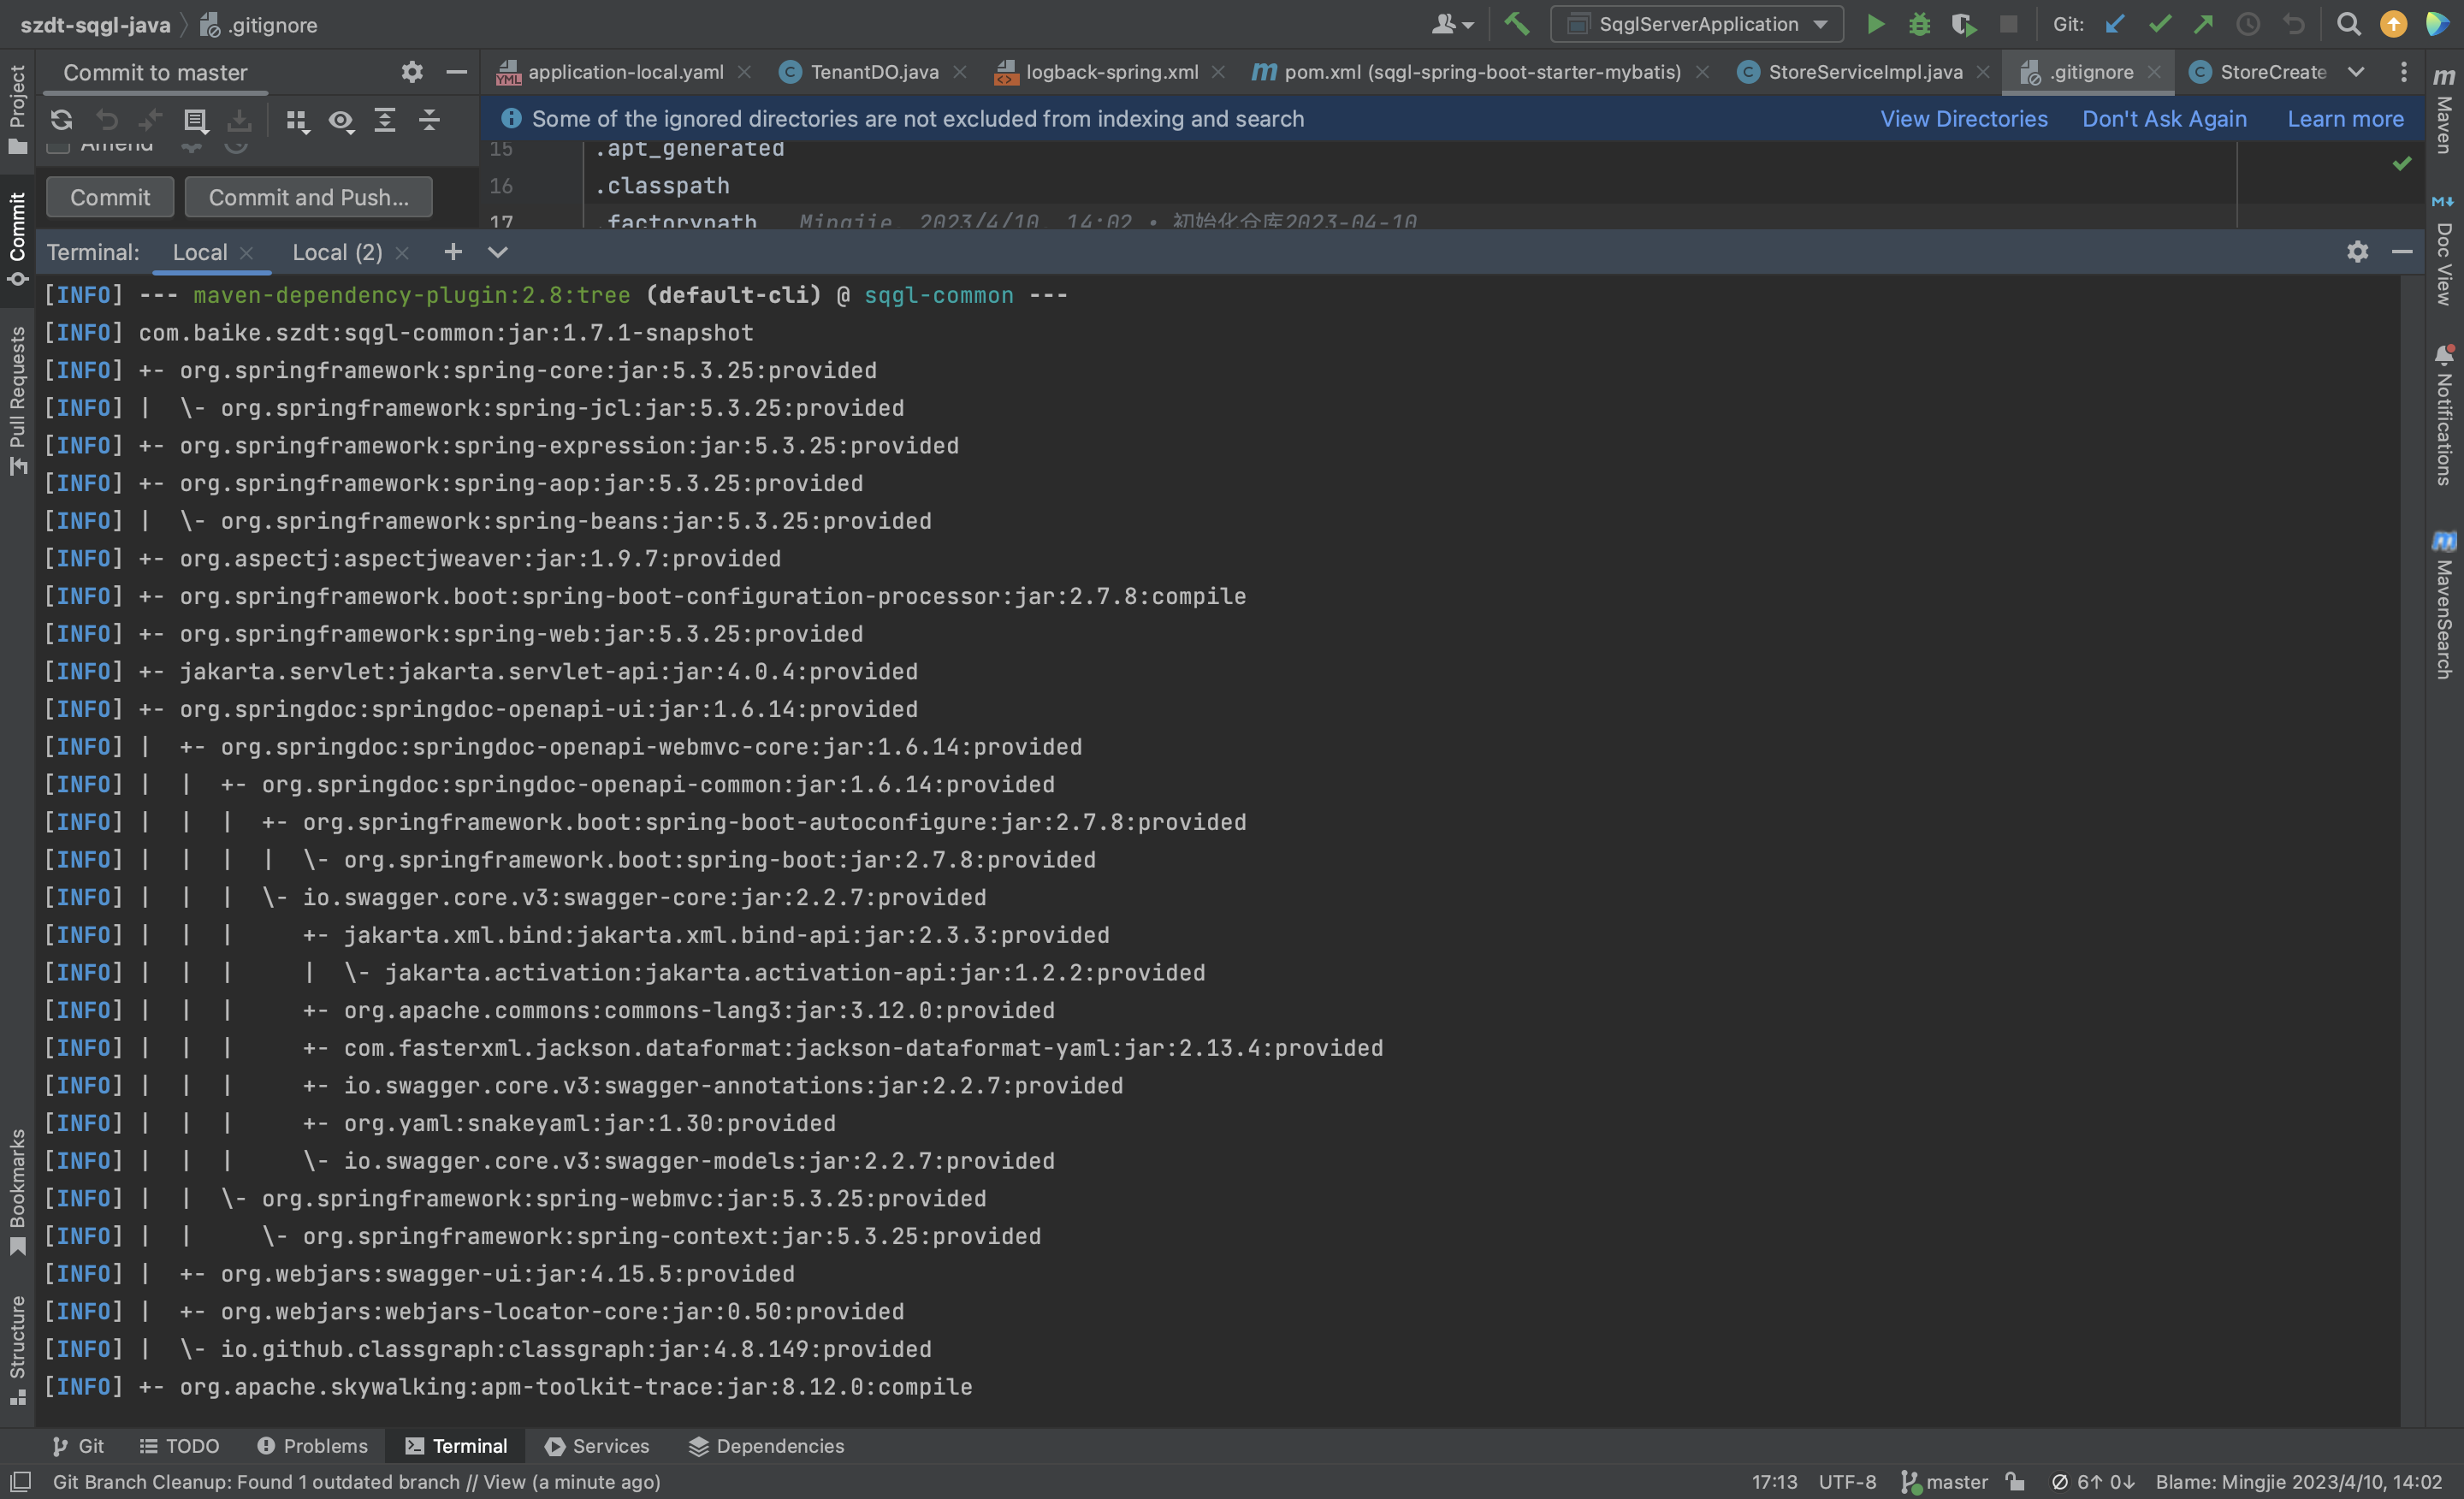 szdt-sqgl-java .gitignore
SqglServerApplication Git:
Commit to master
application-local.yaml TenantDO.java logback-spring.xml pom.xml (sqgl-spring-boot-starter-mybatis) StoreServiceImpl.java .gitignore StoreCreate
Some of the ignored directories are not excluded from indexing and search View Directories Don't Ask Again Learn more
Amend
15 .apt_generated
Commit Commit and Push...
16 .classpath
17 .factorypath Mingjie, 2023/4/10, 14:02 • 初始化仓库2023-04-10
Terminal: Local Local (2)
[INFO] --- maven-dependency-plugin:2.8:tree (default-cli) @ sqgl-common ---
[INFO] com.baike.szdt:sqgl-common:jar:1.7.1-snapshot
[INFO] +- org.springframework:spring-core:jar:5.3.25:provided
[INFO] |  \- org.springframework:spring-jcl:jar:5.3.25:provided
[INFO] +- org.springframework:spring-expression:jar:5.3.25:provided
[INFO] +- org.springframework:spring-aop:jar:5.3.25:provided
[INFO] |  \- org.springframework:spring-beans:jar:5.3.25:provided
[INFO] +- org.aspectj:aspectjweaver:jar:1.9.7:provided
[INFO] +- org.springframework.boot:spring-boot-configuration-processor:jar:2.7.8:compile
[INFO] +- org.springframework:spring-web:jar:5.3.25:provided
[INFO] +- jakarta.servlet:jakarta.servlet-api:jar:4.0.4:provided
[INFO] +- org.springdoc:springdoc-openapi-ui:jar:1.6.14:provided
[INFO] |  +- org.springdoc:springdoc-openapi-webmvc-core:jar:1.6.14:provided
[INFO] |  |  +- org.springdoc:springdoc-openapi-common:jar:1.6.14:provided
[INFO] |  |  |  +- org.springframework.boot:spring-boot-autoconfigure:jar:2.7.8:provided
[INFO] |  |  |  |  \- org.springframework.boot:spring-boot:jar:2.7.8:provided
[INFO] |  |  |  \- io.swagger.core.v3:swagger-core:jar:2.2.7:provided
[INFO] |  |  |     +- jakarta.xml.bind:jakarta.xml.bind-api:jar:2.3.3:provided
[INFO] |  |  |     |  \- jakarta.activation:jakarta.activation-api:jar:1.2.2:provided
[INFO] |  |  |     +- org.apache.commons:commons-lang3:jar:3.12.0:provided
[INFO] |  |  |     +- com.fasterxml.jackson.dataformat:jackson-dataformat-yaml:jar:2.13.4:provided
[INFO] |  |  |     +- io.swagger.core.v3:swagger-annotations:jar:2.2.7:provided
[INFO] |  |  |     +- org.yaml:snakeyaml:jar:1.30:provided
[INFO] |  |  |     \- io.swagger.core.v3:swagger-models:jar:2.2.7:provided
[INFO] |  |  \- org.springframework:spring-webmvc:jar:5.3.25:provided
[INFO] |  |     \- org.springframework:spring-context:jar:5.3.25:provided
[INFO] |  +- org.webjars:swagger-ui:jar:4.15.5:provided
[INFO] |  +- org.webjars:webjars-locator-core:jar:0.50:provided
[INFO] |  \- io.github.classgraph:classgraph:jar:4.8.149:provided
[INFO] +- org.apache.skywalking:apm-toolkit-trace:jar:8.12.0:compile
Git TODO Problems Terminal Services Dependencies
Git Branch Cleanup: Found 1 outdated branch // View (a minute ago) 17:13 UTF-8 master 6↑ 0↓ Blame: Mingjie 2023/4/10, 14:02
Project
Commit
Pull Requests
Bookmarks
Structure
Maven
Doc View
Notifications
MavenSearch